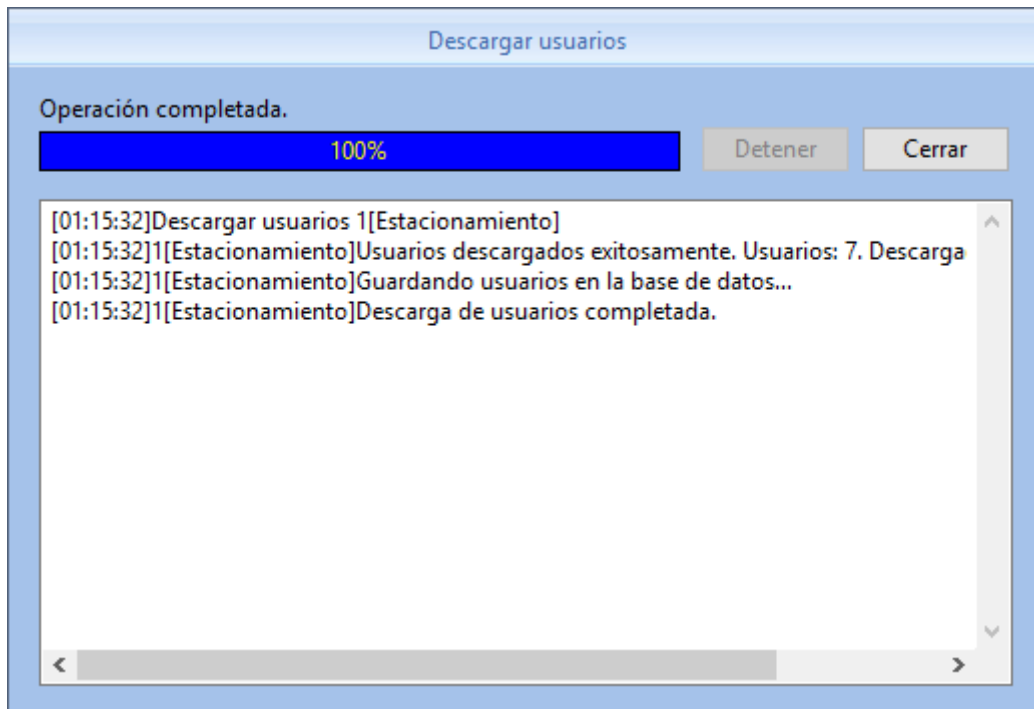 Descargar usuarios
Operación completada.
100%
Detener
Cerrar
[01:15:32]Descargar usuarios 1[Estacionamiento]
[01:15:32]1[Estacionamiento]Usuarios descargados exitosamente. Usuarios: 7. Descarga
[01:15:32]1[Estacionamiento]Guardando usuarios en la base de datos...
[01:15:32]1[Estacionamiento]Descarga de usuarios completada.